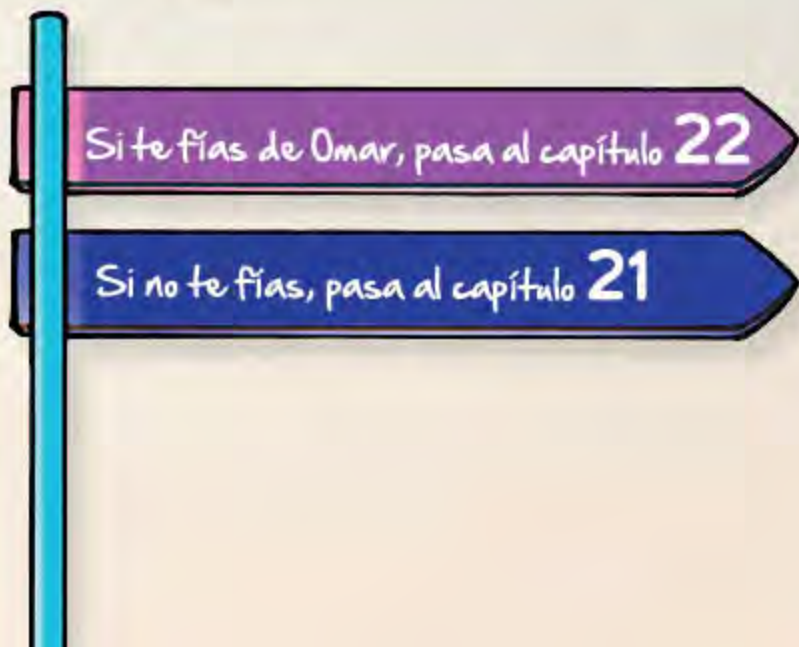 Si te fías de Omar, pasa al capítulo 22
Si no te fías, pasa al capítulo 21